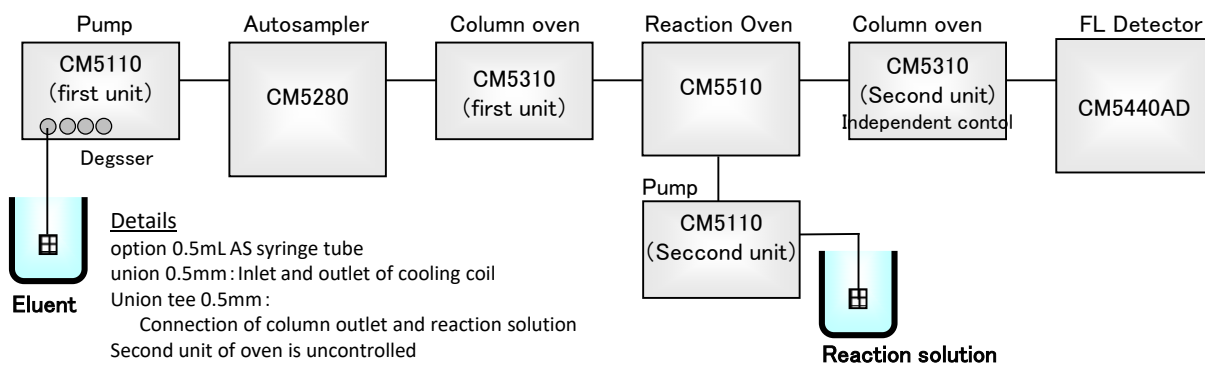 Pump
CM5110
(first unit)
Degsser
Eluent
Autosampler
CM5280
Column oven
CM5310
(first unit)
Reaction Oven
CM5510
Column oven
CM5310
(Second unit)
Independent contol
FL Detector
CM5440AD
Pump
CM5110
(Seccond unit)
Reaction solution
Details
option 0.5mL AS syringe tube
union 0.5mm : Inlet and outlet of cooling coil
Union tee 0.5mm :
Connection of column outlet and reaction solution
Second unit of oven is uncontrolled